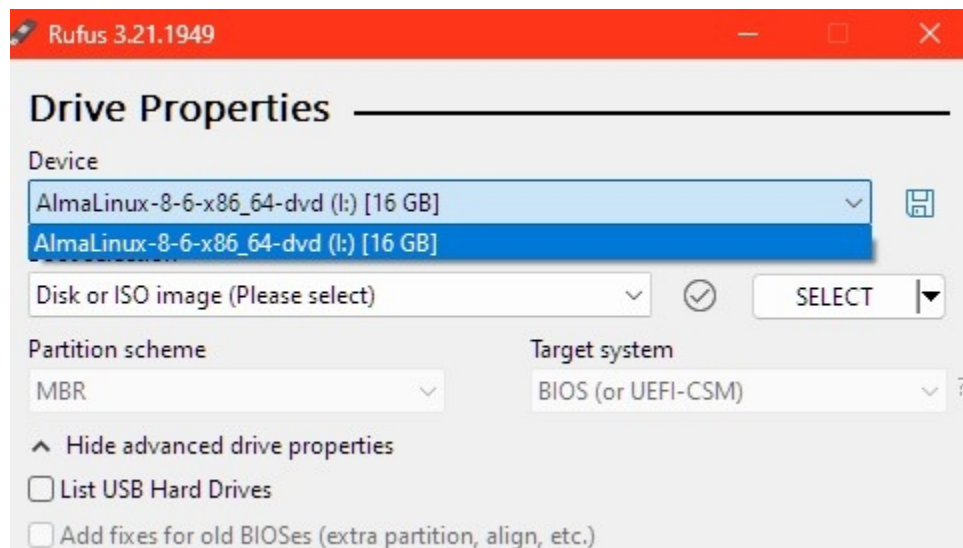 Rufus 3.21.1949
Drive Properties
Device
AlmaLinux-8-6-x86_64-dvd (I:) [16 GB]
AlmaLinux-8-6-x86_64-dvd (I:) [16 GB]
Disk or ISO image (Please select)
SELECT
Partition scheme
Target system
MBR
BIOS (or UEFI-CSM)
?
Hide advanced drive properties
List USB Hard Drives
Add fixes for old BIOSes (extra partition, align, etc.)